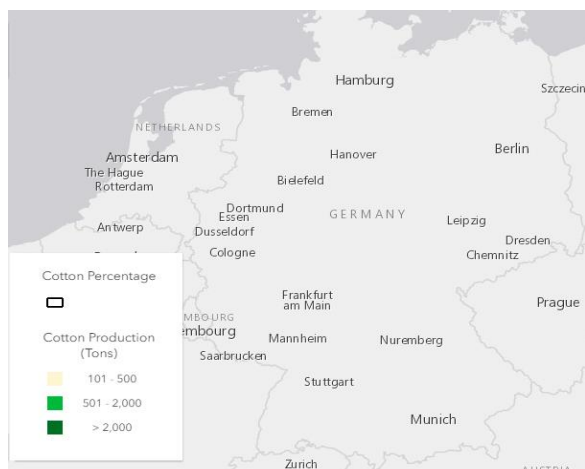 Hamburg
Szczecin
Bremen
NETHERLANDS
Amsterdam
Hanover
Berlin
The Hague
Rotterdam
Bielefeld
Dortmund
Essen
GERMANY
Antwerp
Dusseldorf
Leipzig
Dresden
Cologne
Chemnitz
Cotton Percentage
Frankfurt
am Main
Prague
MBOURG
embourg
Cotton Production
(Tons)
Mannheim
Nuremberg
Saarbrucken
101 - 500
Stuttgart
501 - 2,000
Munich
> 2,000
Zurich